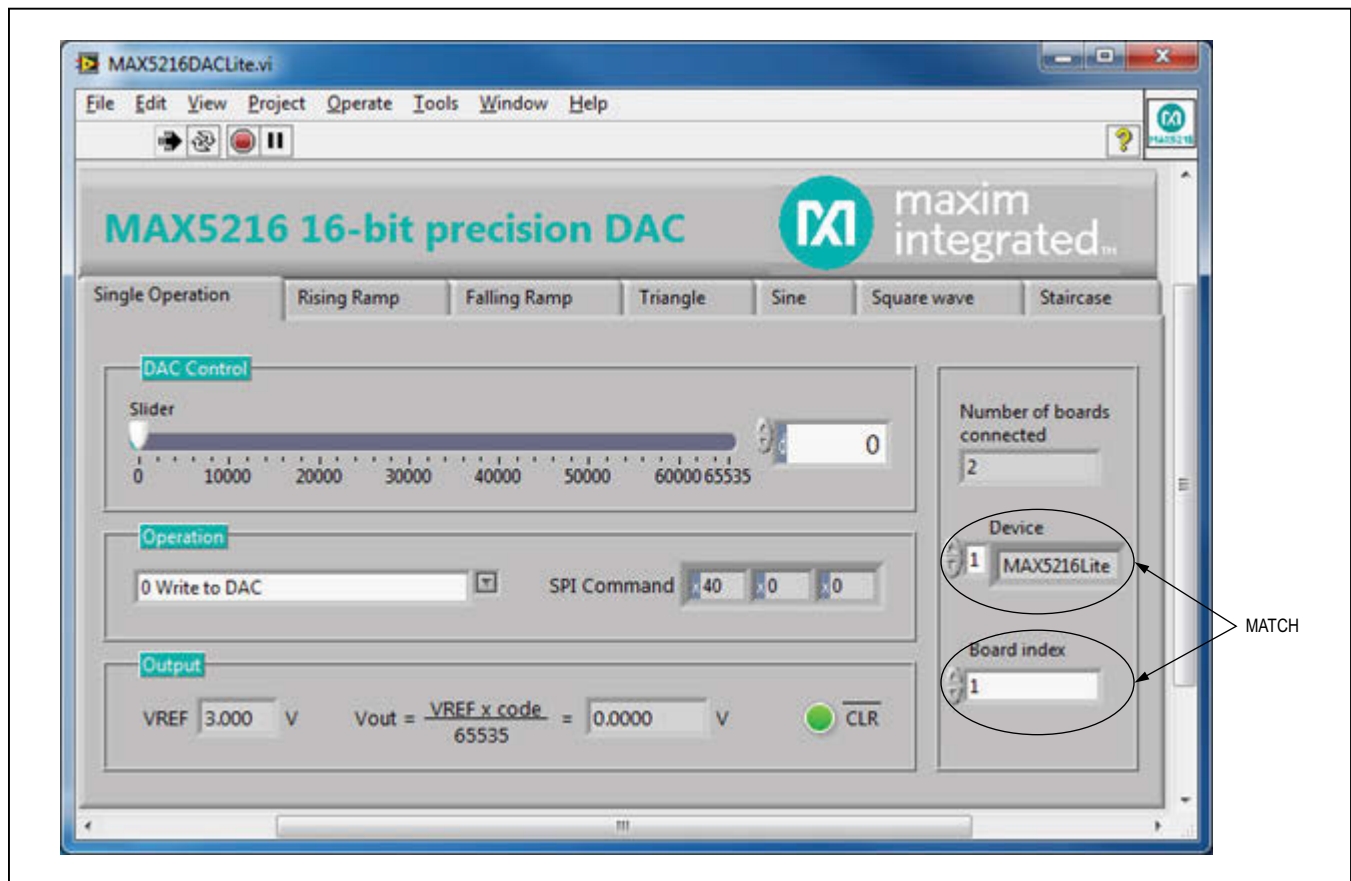 MAX5216DACLite.vi
File Edit View Project Operate Tools Window Help
MAX5216 16-bit precision DAC
maxim
integrated™
Single Operation Rising Ramp Falling Ramp Triangle Sine Square wave Staircase
DAC Control
Slider
0 10000 20000 30000 40000 50000 60000 65535
d 0
Number of boards
connected
2
Device
1 MAX5216Lite
MATCH
Operation
0 Write to DAC
SPI Command x 40 x 0 x 0
Board index
1
Output
VREF 3.000 V Vout = VREF x code = 0.0000 V CLR
65535